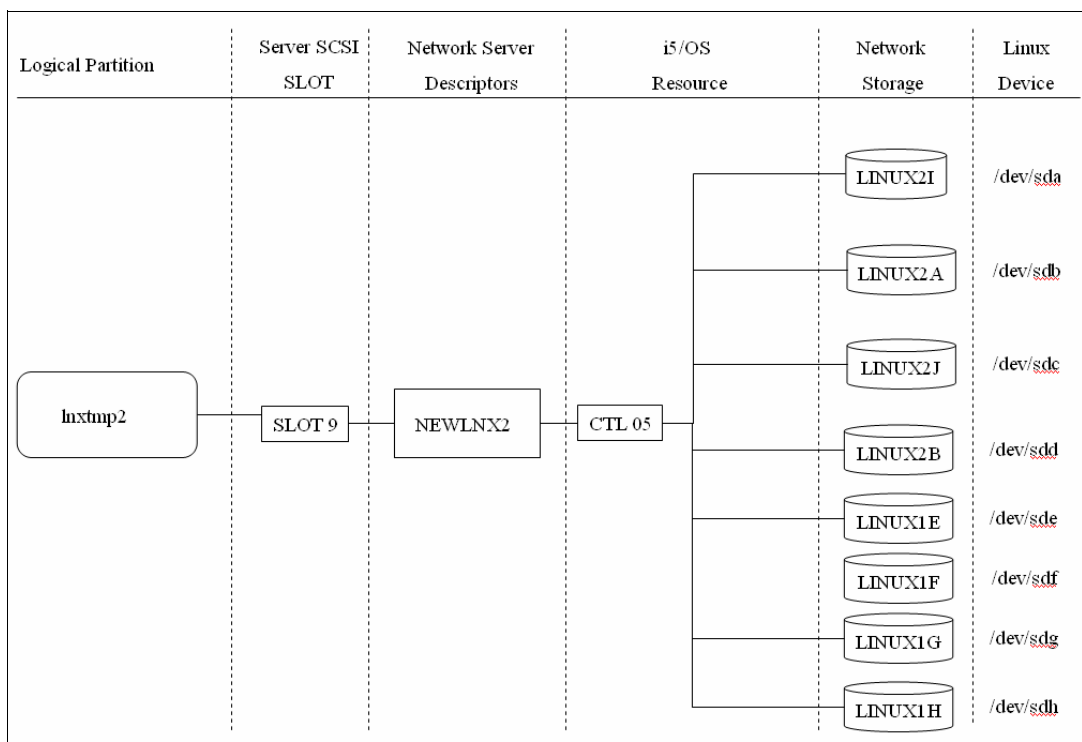 Logical Partition
Server SCSI
SLOT
Network Server
Descriptors
i5/OS
Resource
Network
Storage
Linux
Device
lnxtmp2
SLOT 9
NEWLNX2
CTL 05
LINUX2I
/dev/sda
LINUX2A
/dev/sdb
LINUX2J
/dev/sdc
LINUX2B
/dev/sdd
LINUX1E
/dev/sde
LINUX1F
/dev/sdf
LINUX1G
/dev/sdg
LINUX1H
/dev/sdh